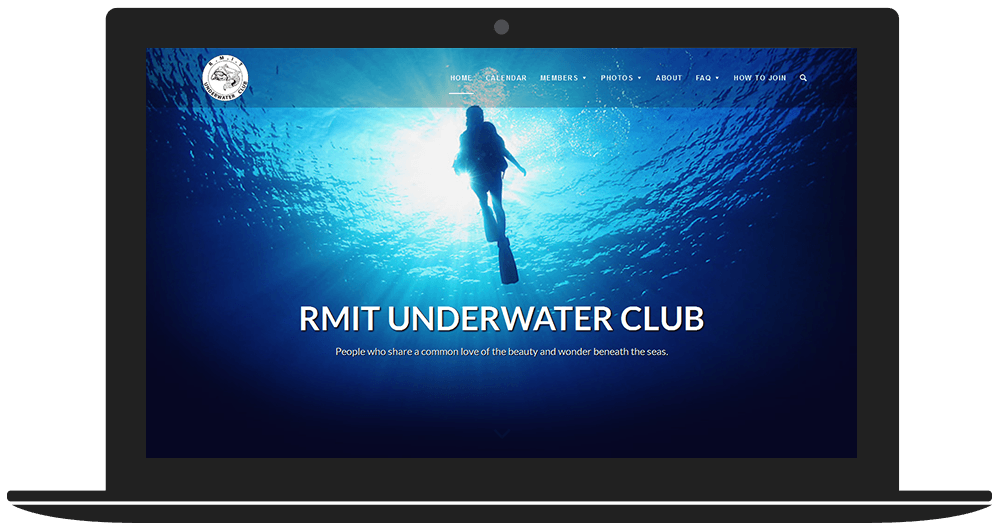 R.M.I.T
UNDERWATER CLUB
HOME CALENDAR MEMBERS PHOTOS ABOUT FAQ HOW TO JOIN
RMIT UNDERWATER CLUB
People who share a common love of the beauty and wonder beneath the seas.